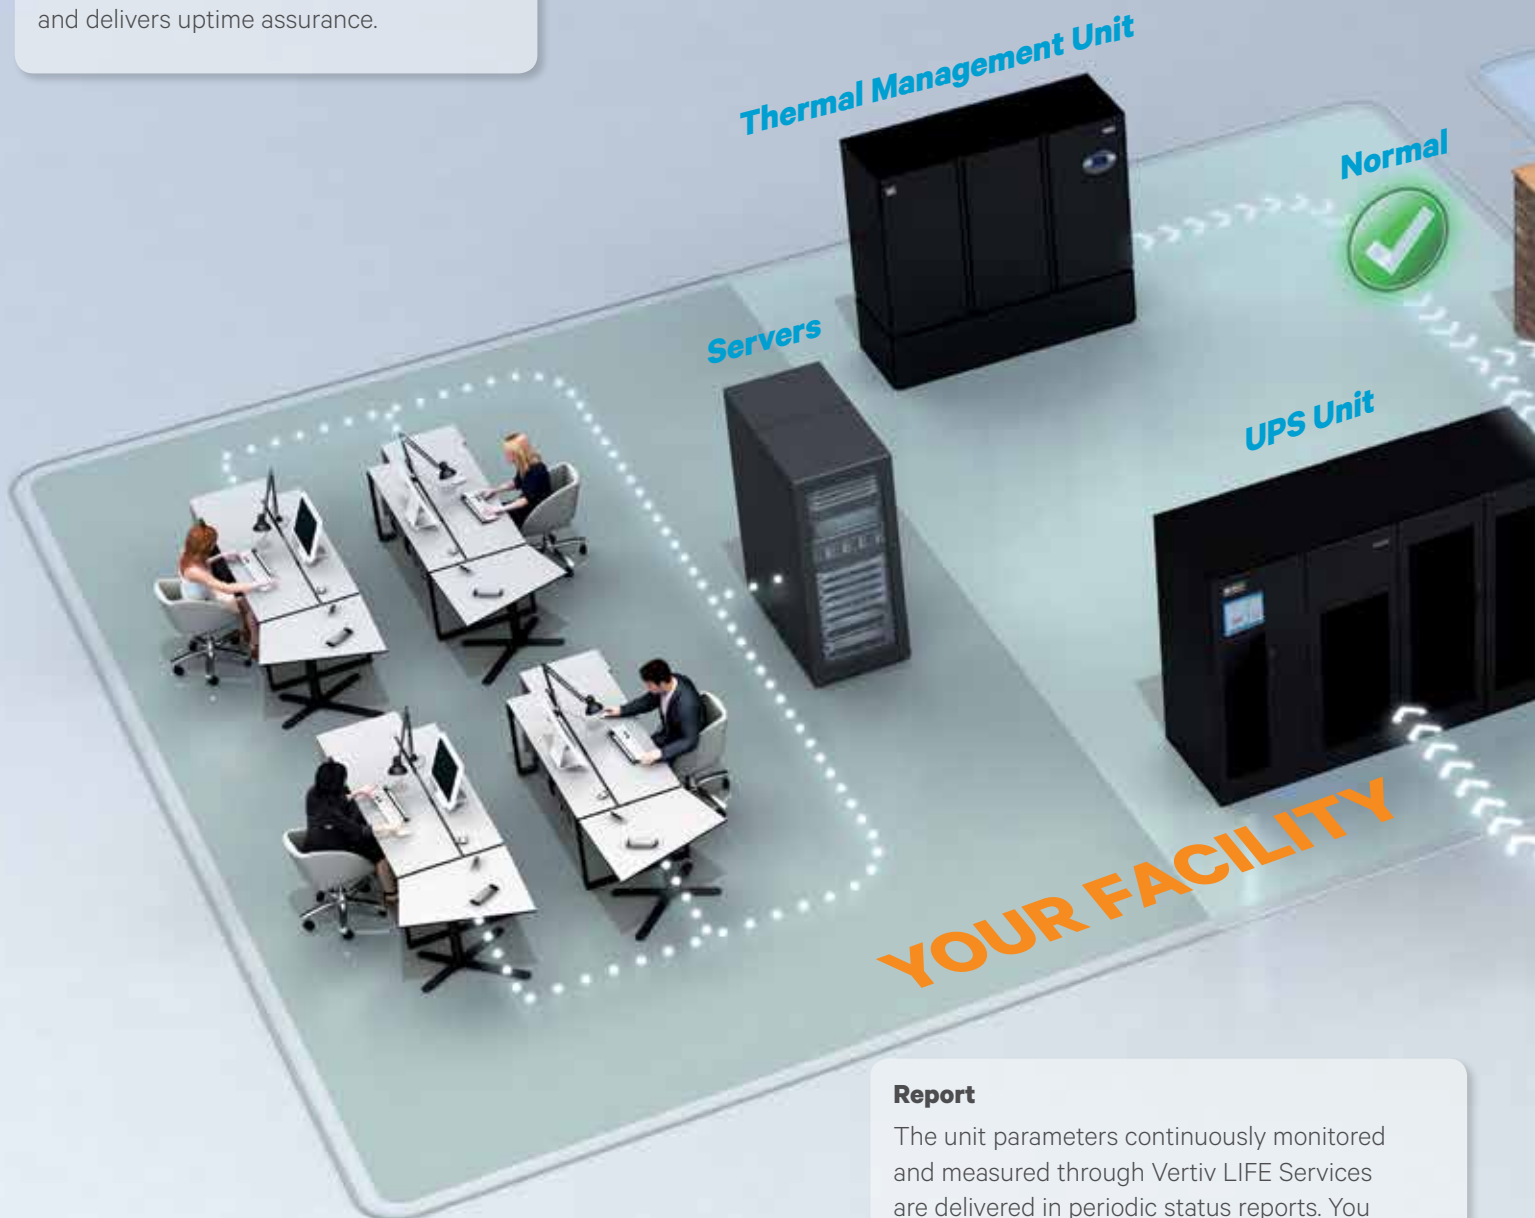 and delivers uptime assurance.
Thermal Management Unit
Normal
Servers
UPS Unit
YOUR FACILITY
Report
The unit parameters continuously monitored
and measured through Vertiv LIFE Services
are delivered in periodic status reports. You